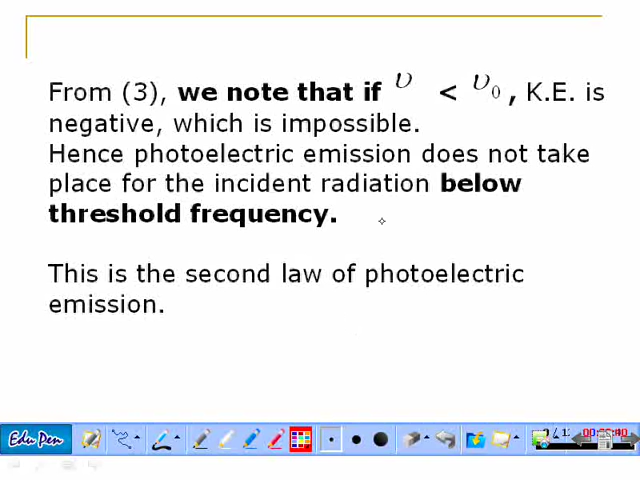 From (3), we note that if υ < υ₀ , K.E. is
negative, which is impossible.
Hence photoelectric emission does not take
place for the incident radiation below
threshold frequency.
This is the second law of photoelectric
emission.
Edu Pen